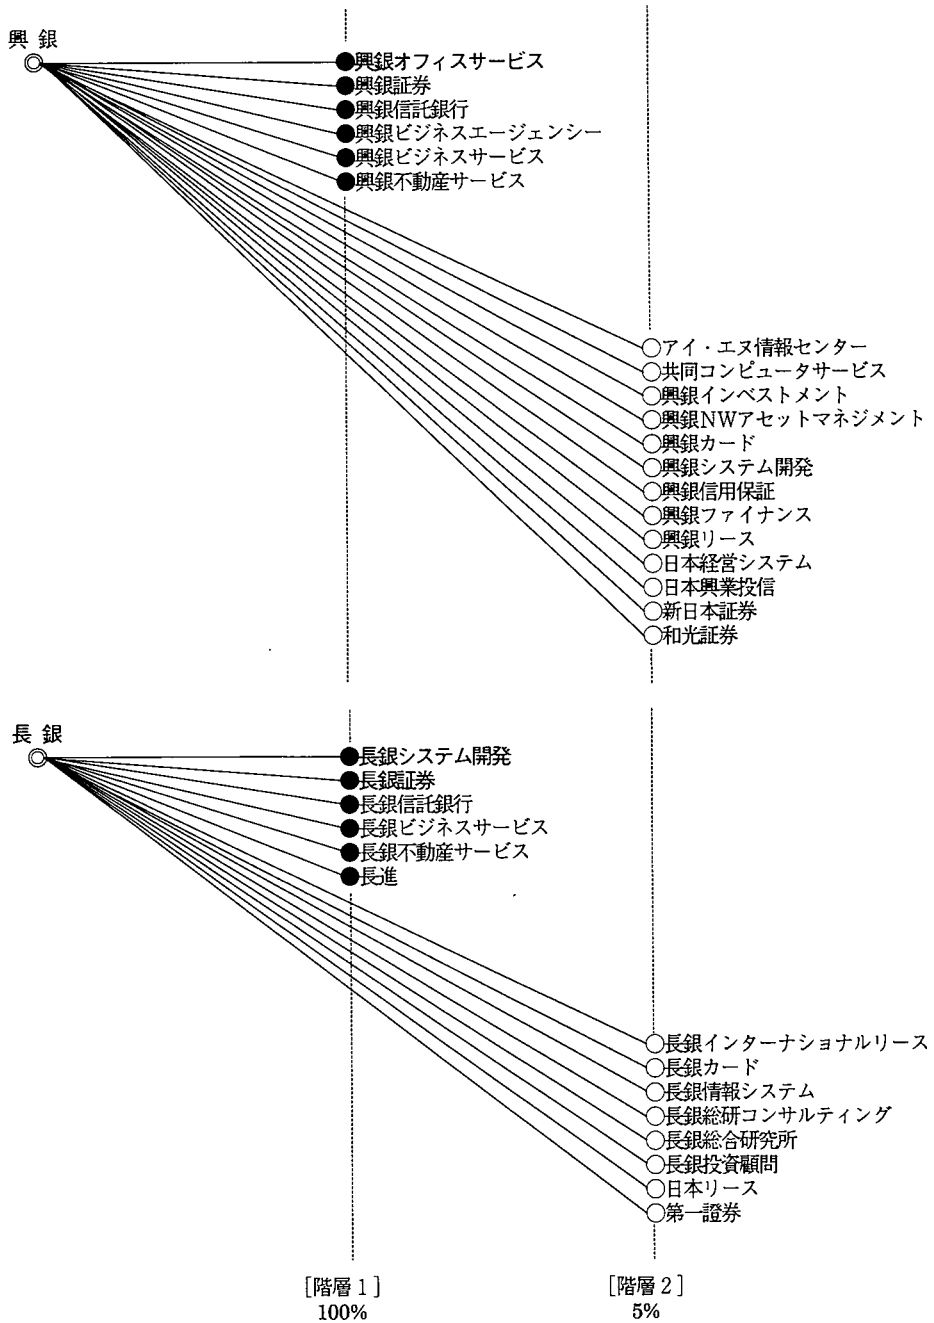 興銀
興銀オフィスサービス
興銀証券
興銀信託銀行
興銀ビジネスエージェンシー
興銀ビジネスサービス
興銀不動産サービス
アイ・エヌ情報センター
共同コンピュータサービス
興銀インベストメント
興銀NWアセットマネジメント
興銀カード
興銀システム開発
興銀信用保証
興銀ファイナンス
興銀リース
日本経営システム
日本興業投信
新日本証券
和光証券
長銀
長銀システム開発
長銀証券
長銀信託銀行
長銀ビジネスサービス
長銀不動産サービス
長進
長銀インターナショナルリース
長銀カード
長銀情報システム
長銀総研コンサルティング
長銀総合研究所
長銀投資顧問
日本リース
第一證券
[階層1] [階層2]
100% 5%